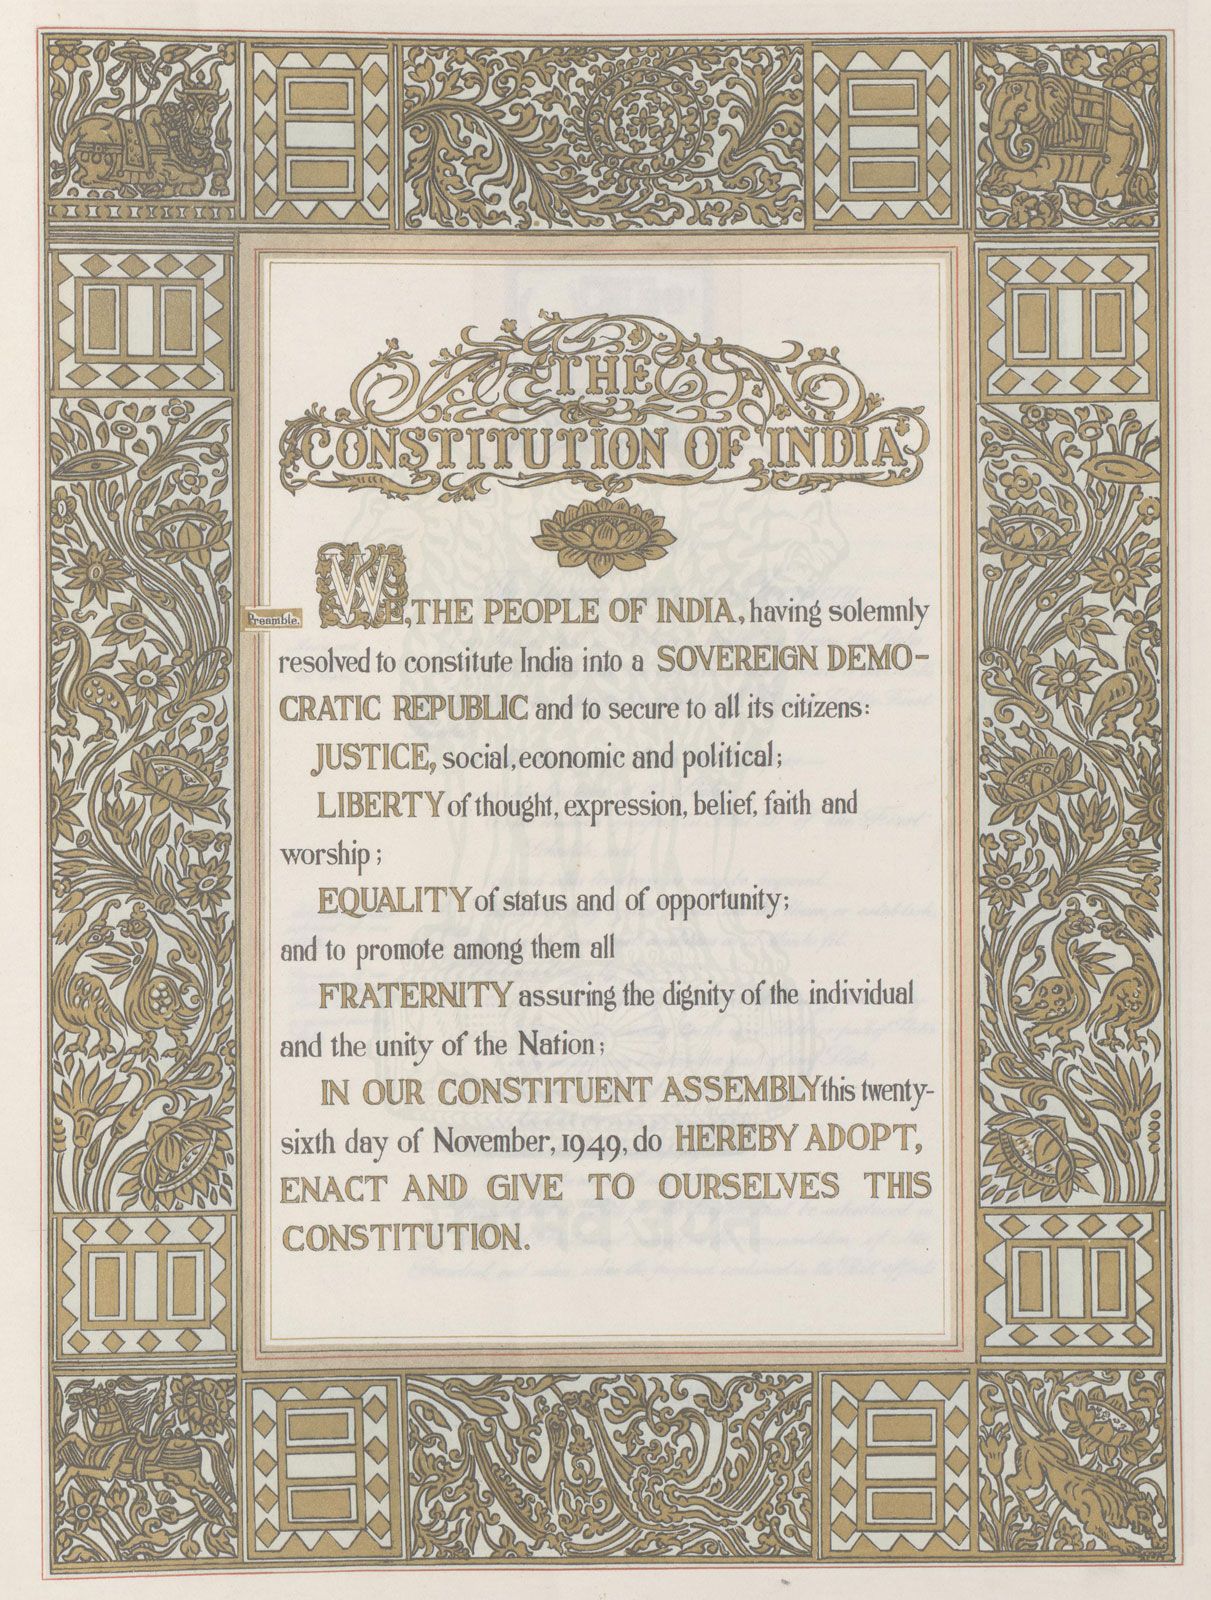 THE
CONSTITUTION OF INDIA
Preamble.
WE, THE PEOPLE OF INDIA, having solemnly
resolved to constitute India into a SOVEREIGN DEMO-
CRATIC REPUBLIC and to secure to all its citizens:
JUSTICE, social, economic and political;
LIBERTY of thought, expression, belief, faith and
worship;
EQUALITY of status and of opportunity;
and to promote among them all
FRATERNITY assuring the dignity of the individual
and the unity of the Nation;
IN OUR CONSTITUENT ASSEMBLY this twenty-
sixth day of November, 1949, do HEREBY ADOPT,
ENACT AND GIVE TO OURSELVES THIS
CONSTITUTION.